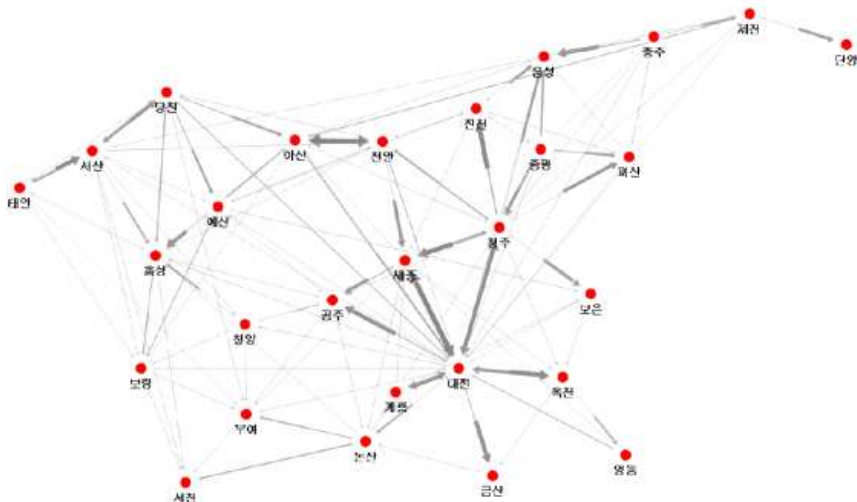 제천
충주
단양
음성
당진
진천
아산
천안
증평
서산
괴산
태안
예산
청주
홍성
세종
공주
보은
청양
보령
대전
옥천
계룡
부여
논산
영동
서천
금산